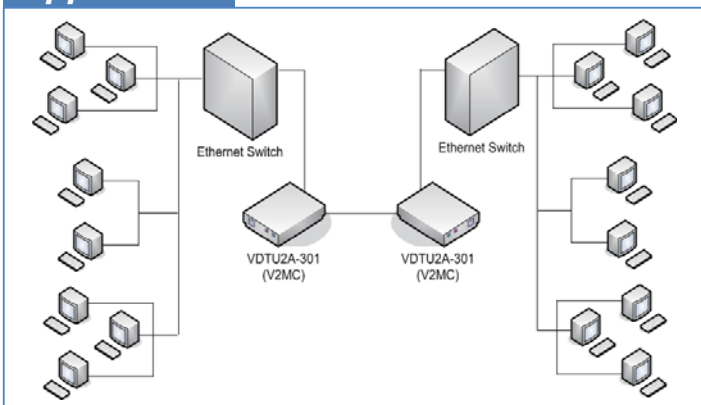 Ethernet Switch
Ethernet Switch
VDTU2A-301
(V2MC)
VDTU2A-301
(V2MC)